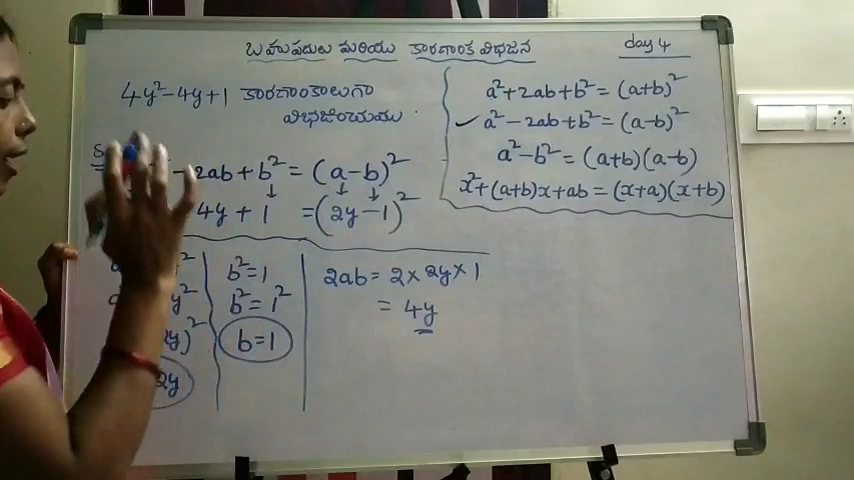 బహుపదులు మరియు కారణాంక విభజన
day 4
4y²-4y+1 కారణాంకాలుగా
విభజించుము
a²+2ab+b²=(a+b)²
a²-2ab+b²=(a-b)²
a²-b²=(a+b)(a-b)
x²+(a+b)x+ab=(x+a)(x+b)
-2ab+b²=(a-b)²
4y+1 =(2y-1)²
b²=1
b²=1²
b=1
2ab=2×2y×1
=4y
2y